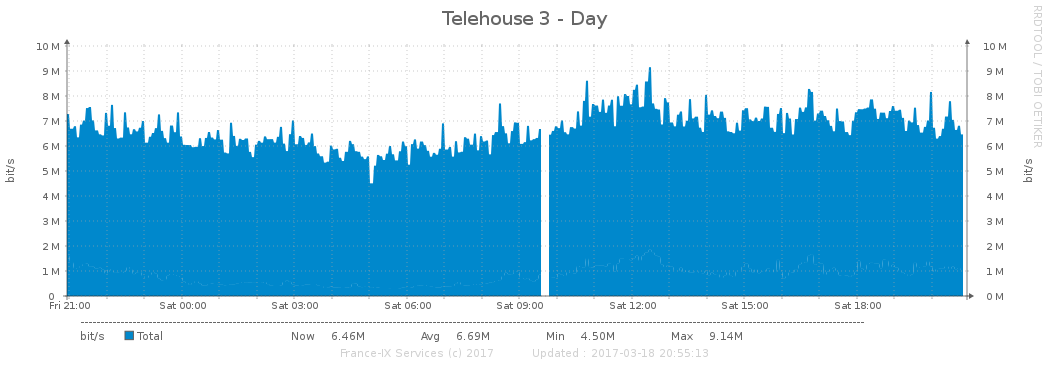 Telehouse 3 - Day
RRDTOOL / TOBI OETIKER
bit/s
bit/s
10 M 10 M
9 M 9 M
8 M 8 M
7 M 7 M
6 M 6 M
5 M 5 M
4 M 4 M
3 M 3 M
2 M 2 M
1 M 1 M
0 0 M
Fri 21:00 Sat 00:00 Sat 03:00 Sat 06:00 Sat 09:00 Sat 12:00 Sat 15:00 Sat 18:00
bit/s Total Now 6.46M Avg 6.69M Min 4.50M Max 9.14M
France-IX Services (c) 2017 Updated : 2017-03-18 20:55:13